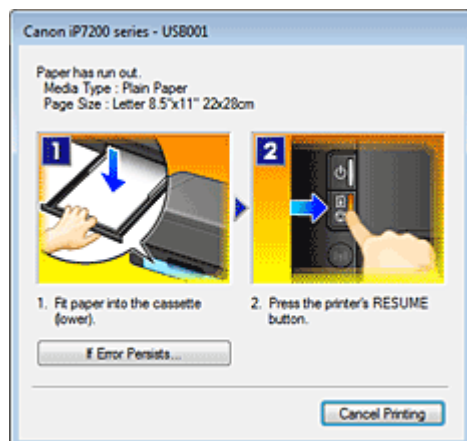 Canon iP7200 series - USB001
Paper has run out.
Media Type : Plain Paper
Page Size : Letter 8.5"x11" 22x28cm
1
2
1. Fit paper into the cassette
(lower).
2. Press the printer's RESUME
button.
If Error Persists...
Cancel Printing